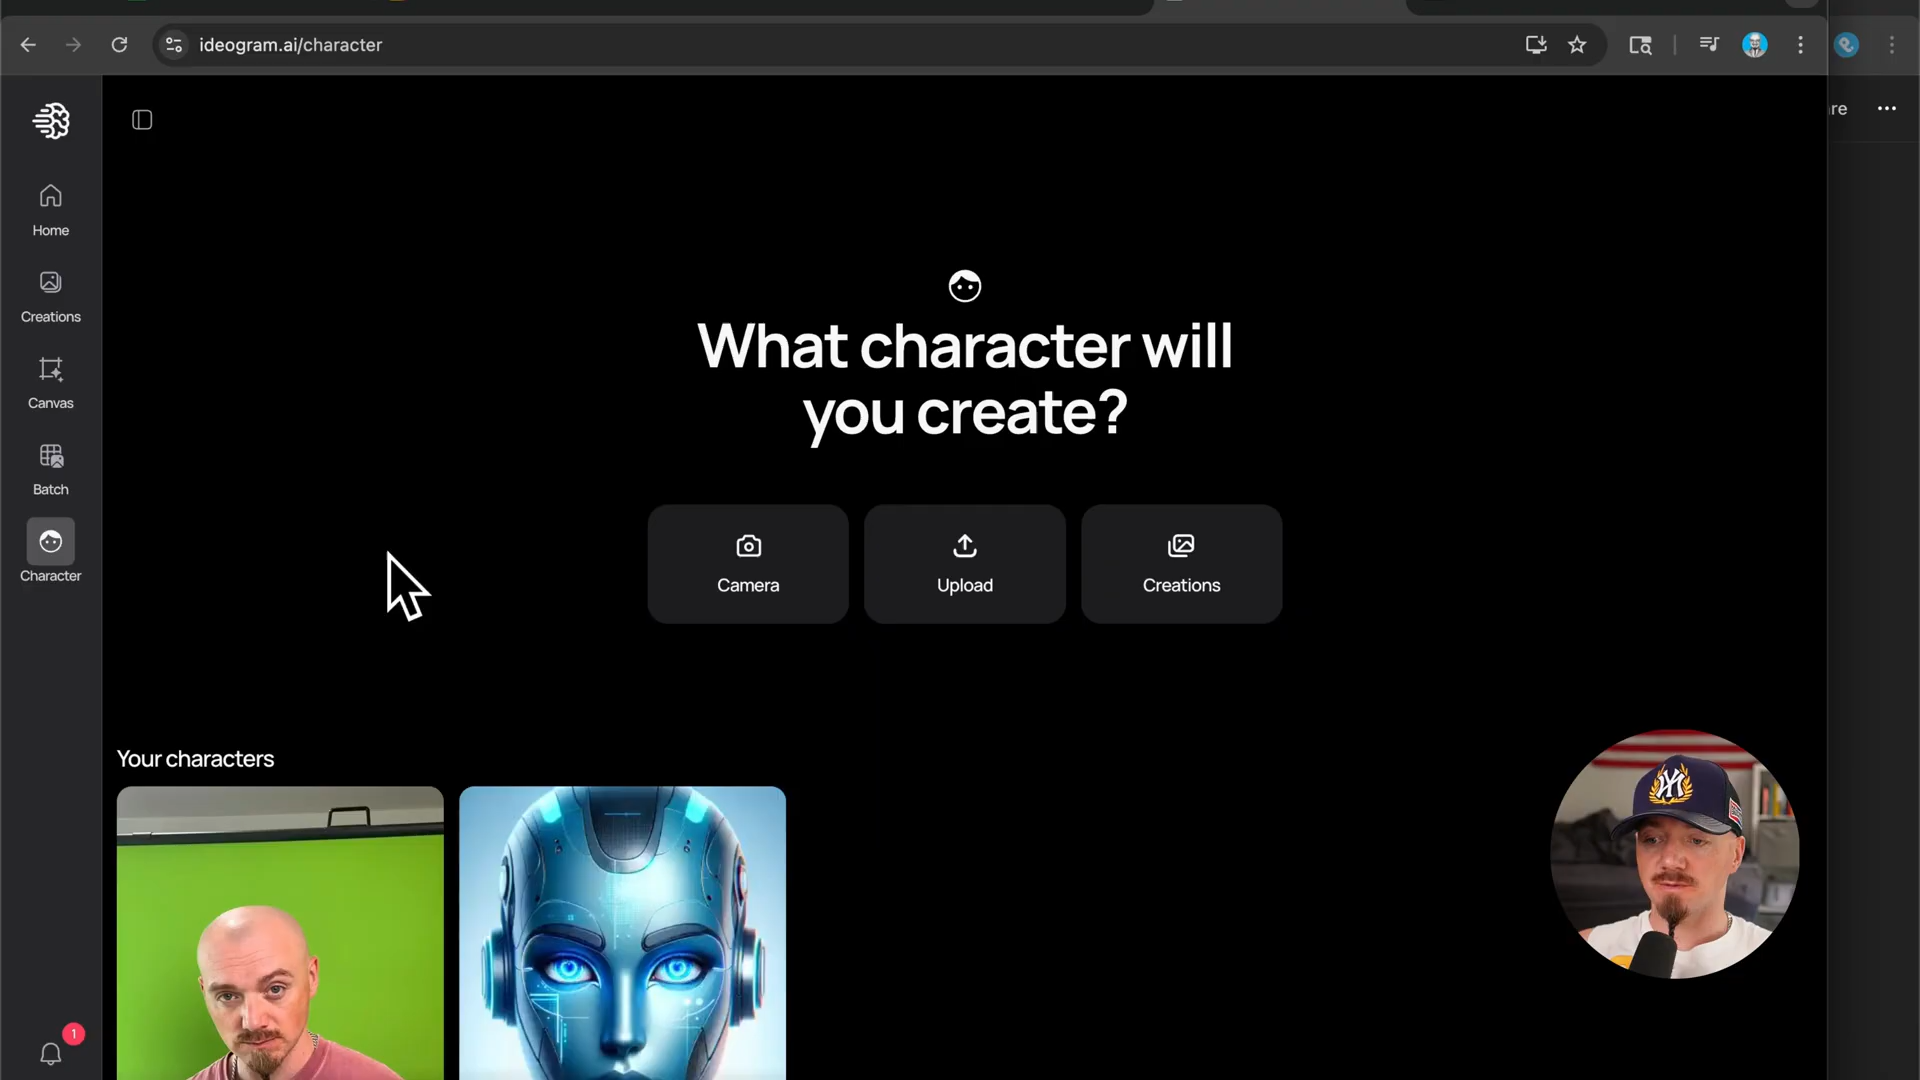 ideogram.ai/character
re
Home
Creations
Canvas
Batch
Character
What character will
you create?
Camera
Upload
Creations
Your characters
1